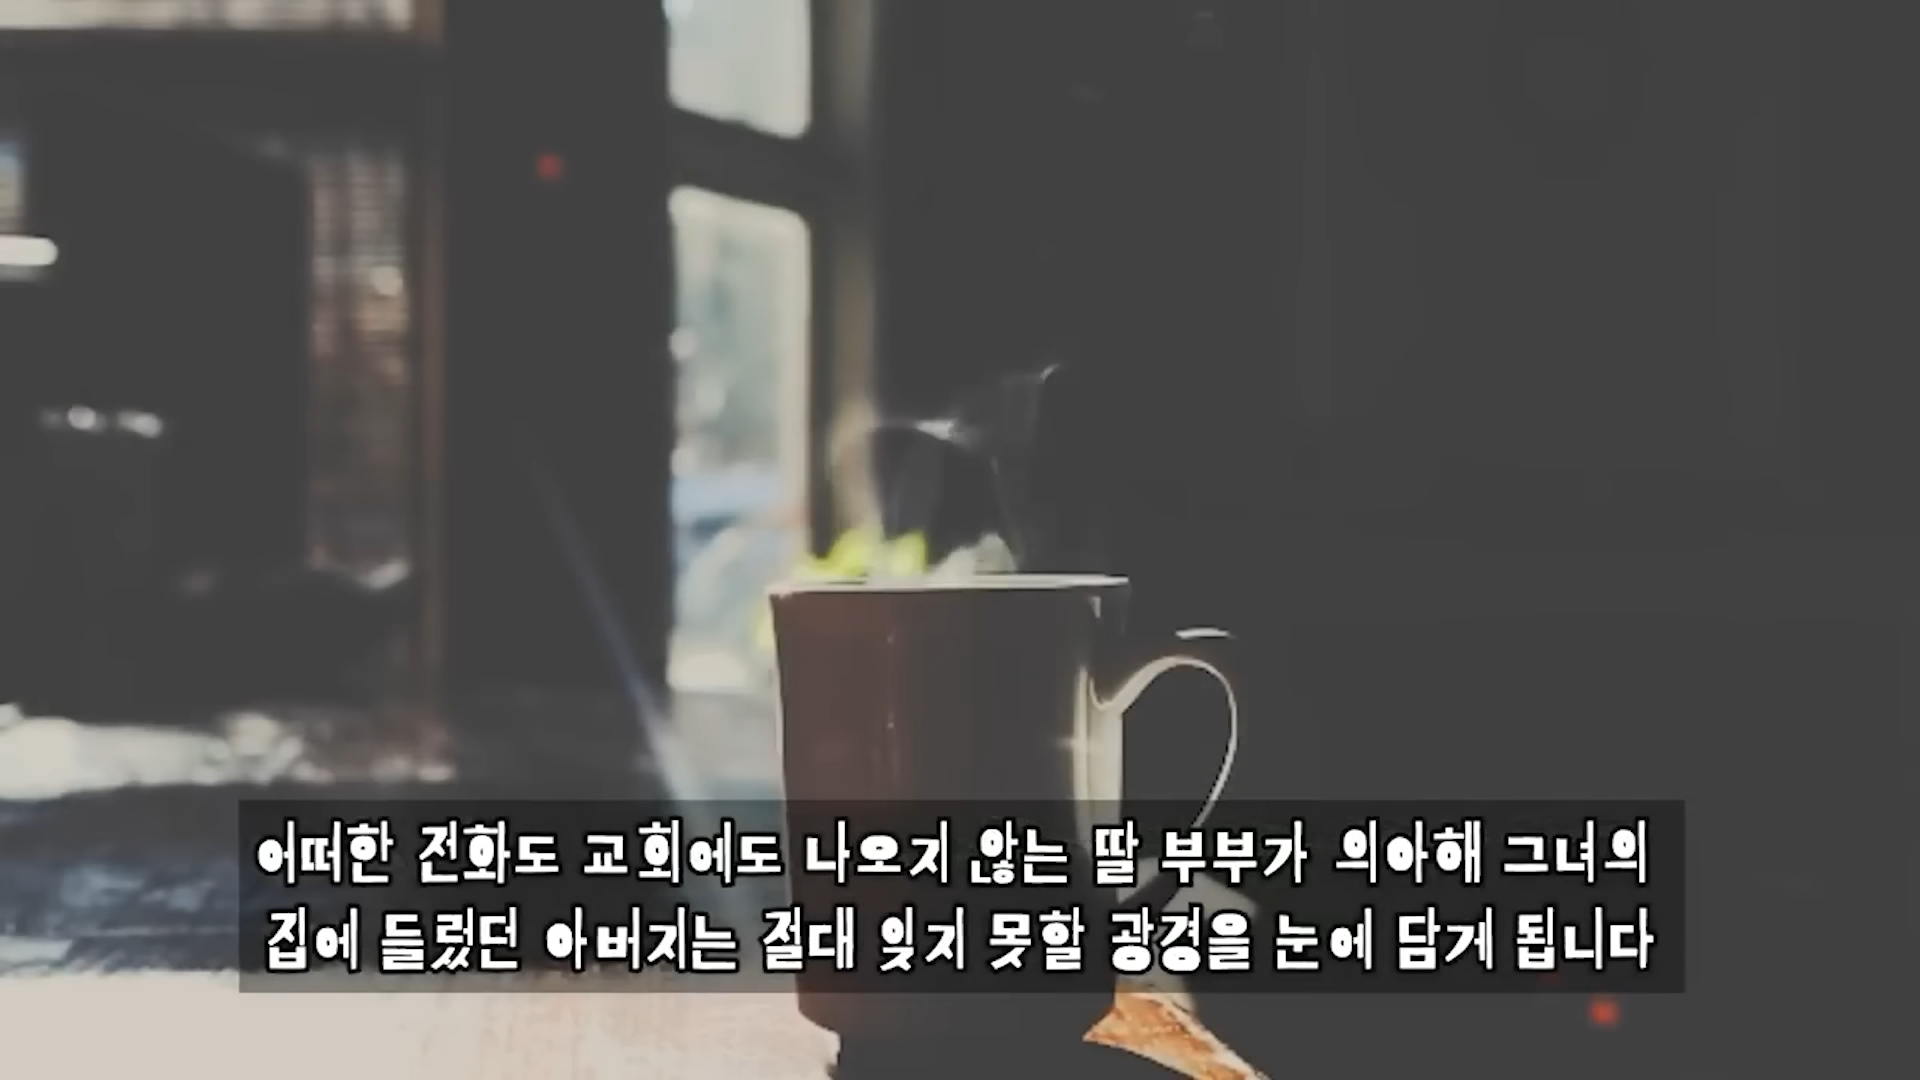 어떠한 전화도 교회에도 나오지 않는 딸 부부가 의아해 그녀의
집에 들렀던 아버지는 절대 잊지 못할 광경을 눈에 담게 됩니다